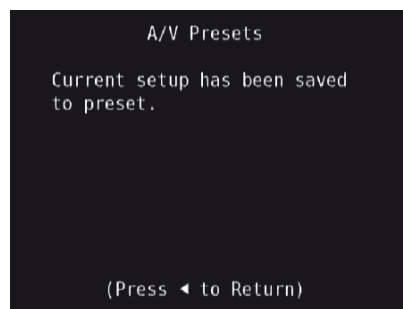 A/V Presets
Current setup has been saved
to preset.
(Press ◄ to Return)